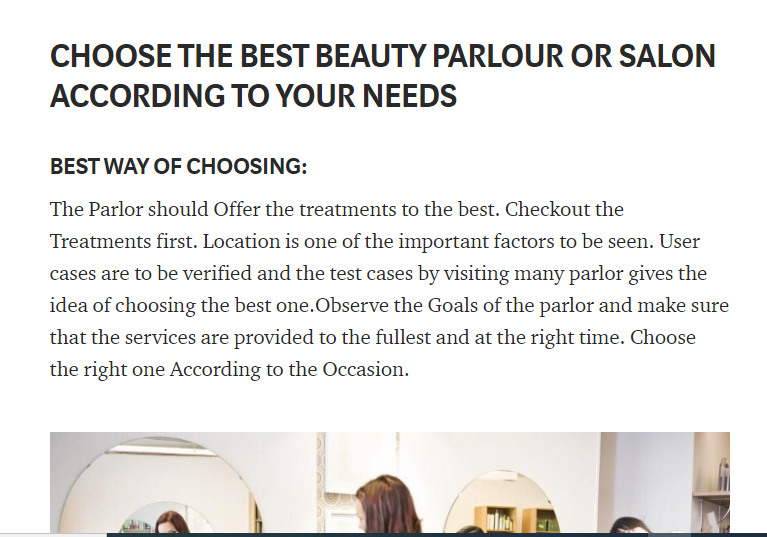 CHOOSE THE BEST BEAUTY PARLOUR OR SALON
ACCORDING TO YOUR NEEDS
BEST WAY OF CHOOSING:
The Parlor should Offer the treatments to the best. Checkout the
Treatments first. Location is one of the important factors to be seen. User
cases are to be verified and the test cases by visiting many parlor gives the
idea of choosing the best one.Observe the Goals of the parlor and make sure
that the services are provided to the fullest and at the right time. Choose
the right one According to the Occasion.